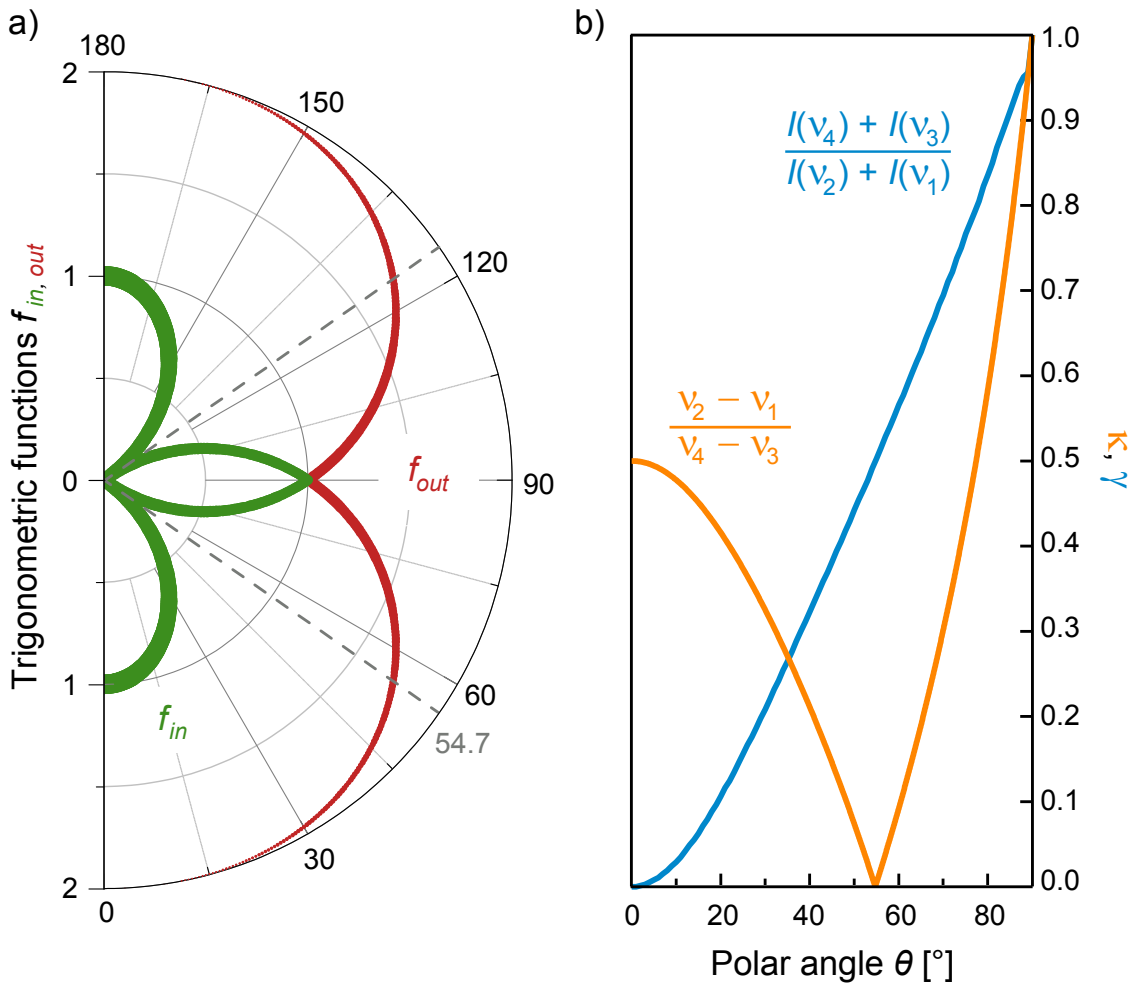 a)
180
2
150
1
120
Trigonometric functions f_in, out
0
f_out
90
1
60
f_in
54.7
30
2
0
b)
1.0
I(ν₄) + I(ν₃)
I(ν₂) + I(ν₁)
0.9
0.8
0.7
0.6
ν₂ − ν₁
ν₄ − ν₃
0.5
κ, γ
0.4
0.3
0.2
0.1
0.0
0 20 40 60 80
Polar angle θ [°]